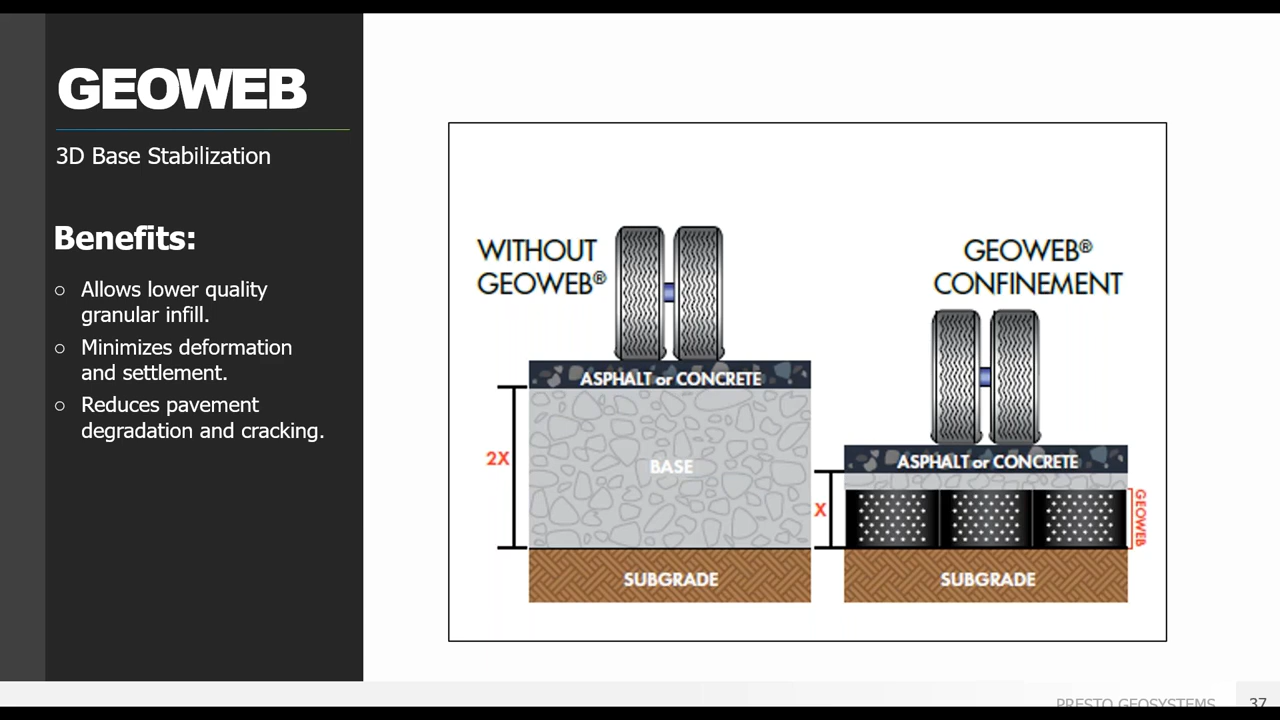 GEOWEB
3D Base Stabilization
Benefits:
○ Allows lower quality
granular infill.
○ Minimizes deformation
and settlement.
○ Reduces pavement
degradation and cracking.
WITHOUT
GEOWEB®
ASPHALT or CONCRETE
2X
BASE
SUBGRADE
GEOWEB®
CONFINEMENT
ASPHALT or CONCRETE
X
GEOWEB
SUBGRADE
PRESTO GEOSYSTEMS
37